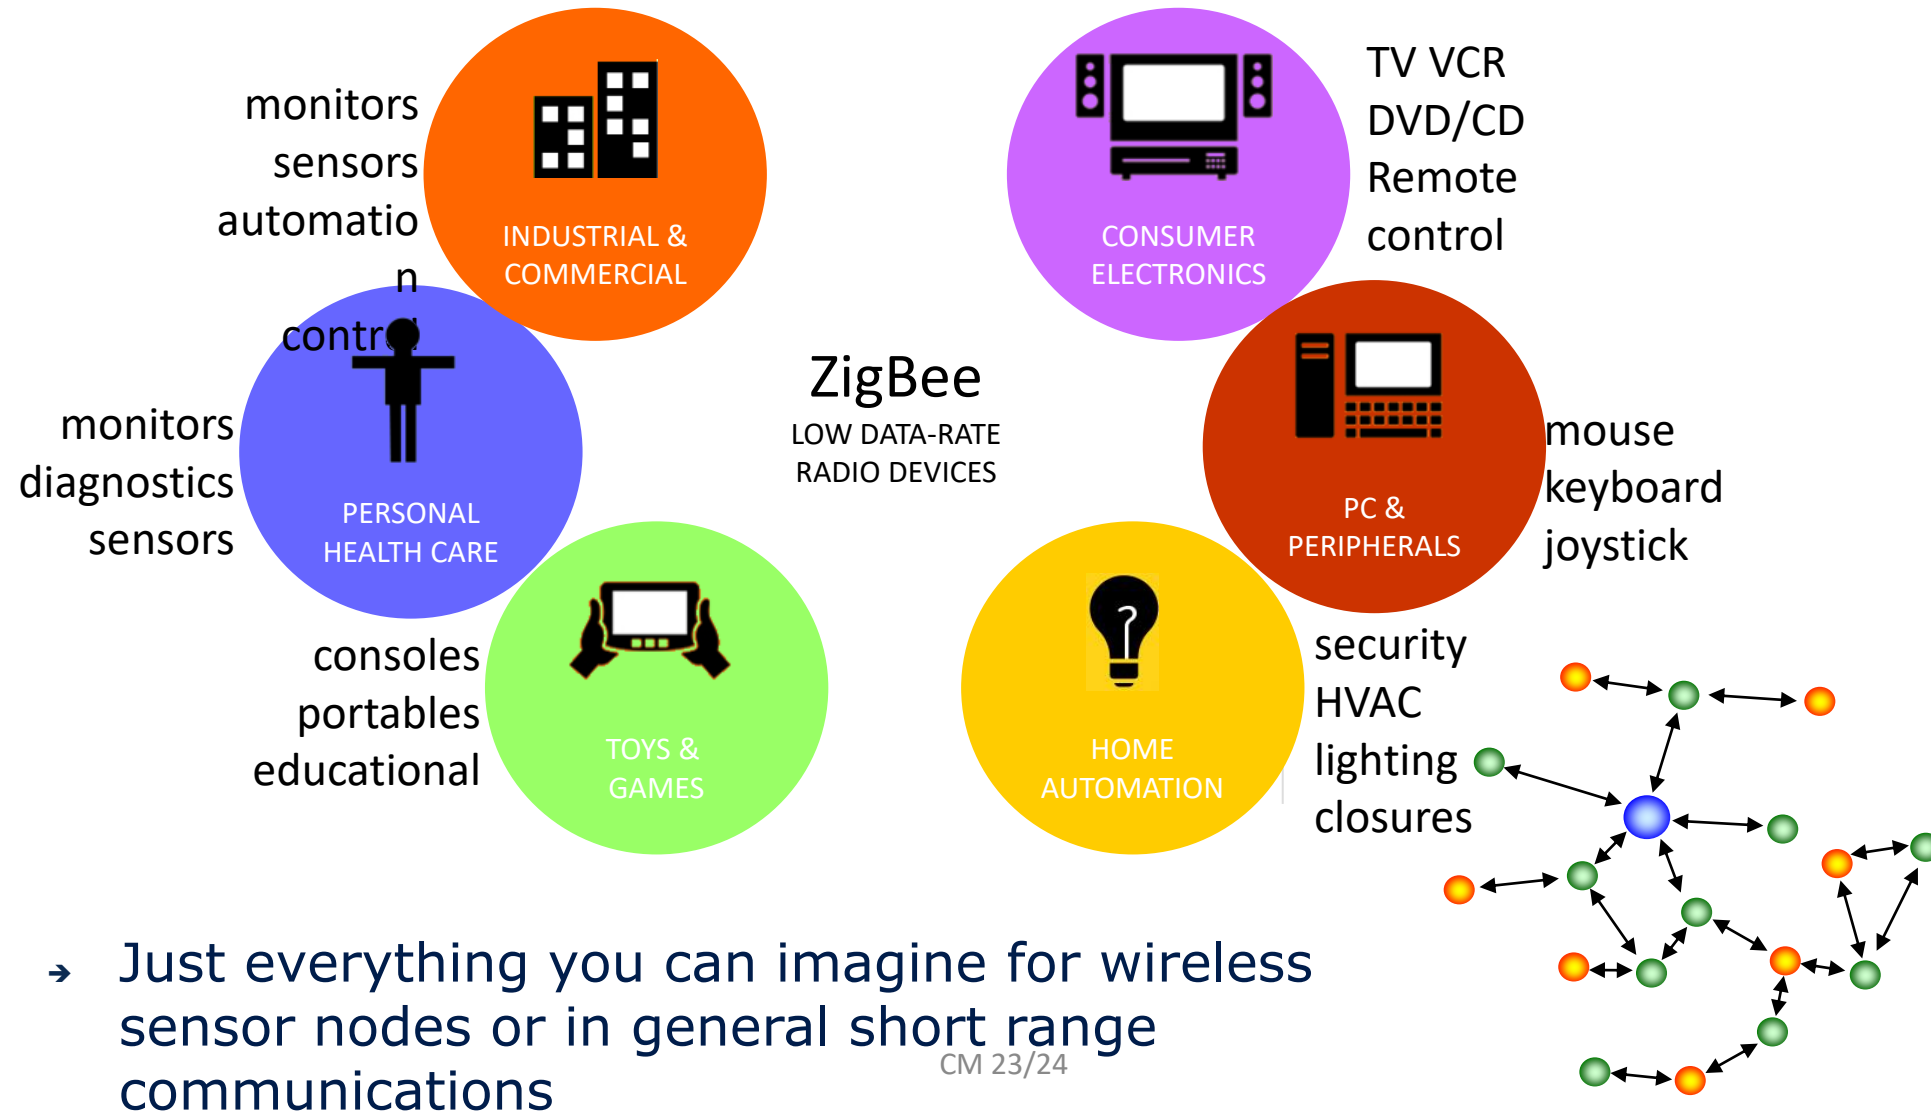 monitors
sensors
automatio
n
control
INDUSTRIAL &
COMMERCIAL
CONSUMER
ELECTRONICS
TV VCR
DVD/CD
Remote
control
monitors
diagnostics
sensors
PERSONAL
HEALTH CARE
ZigBee
LOW DATA-RATE
RADIO DEVICES
PC &
PERIPHERALS
mouse
keyboard
joystick
consoles
portables
educational
TOYS &
GAMES
HOME
AUTOMATION
security
HVAC
lighting
closures
➔ Just everything you can imagine for wireless
sensor nodes or in general short range
communications
CM 23/24